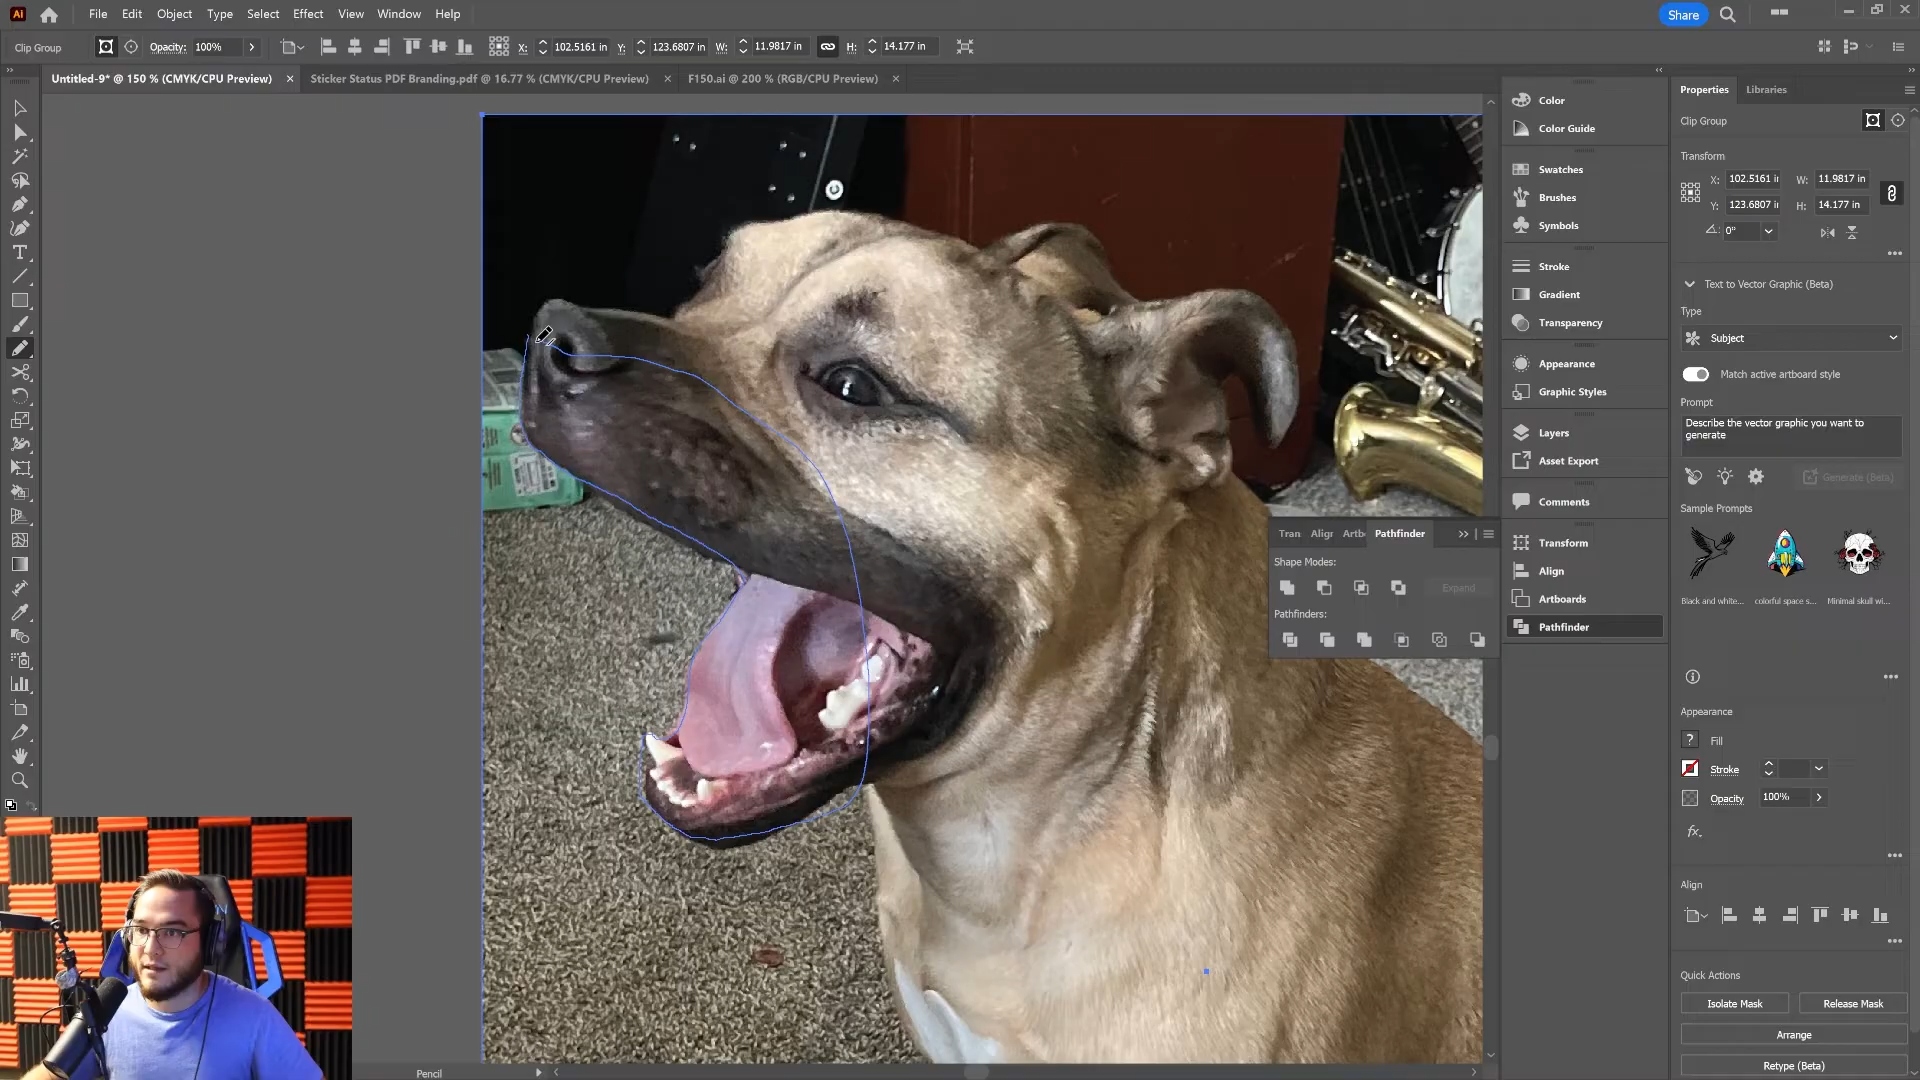 Ai File Edit Object Type Select Effect View Window Help Share
Clip Group Opacity: 100% X: 102.5161 in Y: 123.6807 in W: 11.9817 in H: 14.177 in
Untitled-9* @ 150 % (CMYK/CPU Preview) × Sticker Status PDF Branding.pdf @ 16.77 % (CMYK/CPU Preview) × F150.ai @ 200 % (RGB/CPU Preview) ×
Color
Color Guide
Swatches
Brushes
Symbols
Stroke
Gradient
Transparency
Appearance
Graphic Styles
Layers
Asset Export
Comments
Transform
Align
Artboards
Pathfinder
Tran Aligr Artb Pathfinder
Shape Modes:
Expand
Pathfinders:
Properties Libraries
Clip Group
Transform
X: 102.5161 i W: 11.9817 in
Y: 123.6807 i H: 14.177 in
0°
Text to Vector Graphic (Beta)
Type
Subject
Match active artboard style
Prompt
Describe the vector graphic you want to
generate
Generate (Beta)
Sample Prompts
Black and white... colorful space s... Minimal skull wi...
Appearance
? Fill
Stroke
Opacity 100%
fx.
Align
Quick Actions
Isolate Mask Release Mask
Arrange
Retype (Beta)
Pencil